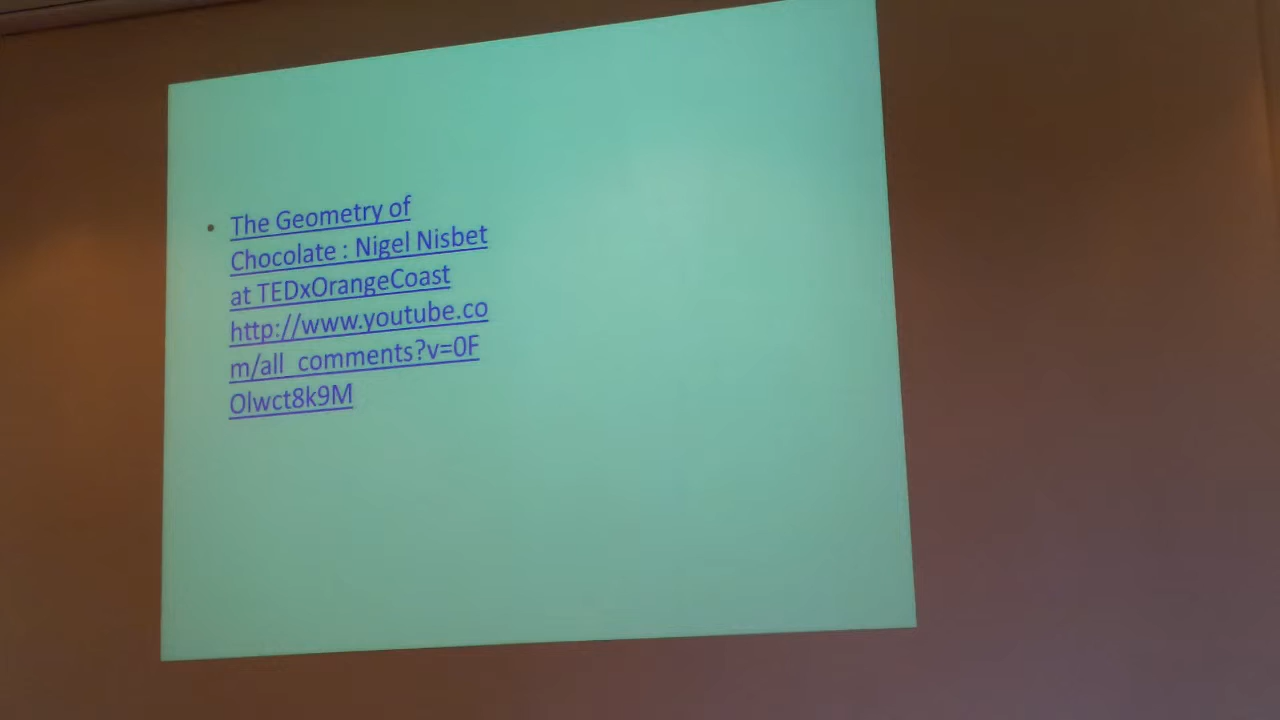 • The Geometry of
Chocolate : Nigel Nisbet
at TEDxOrangeCoast
http://www.youtube.co
m/all_comments?v=0F
Olwct8k9M